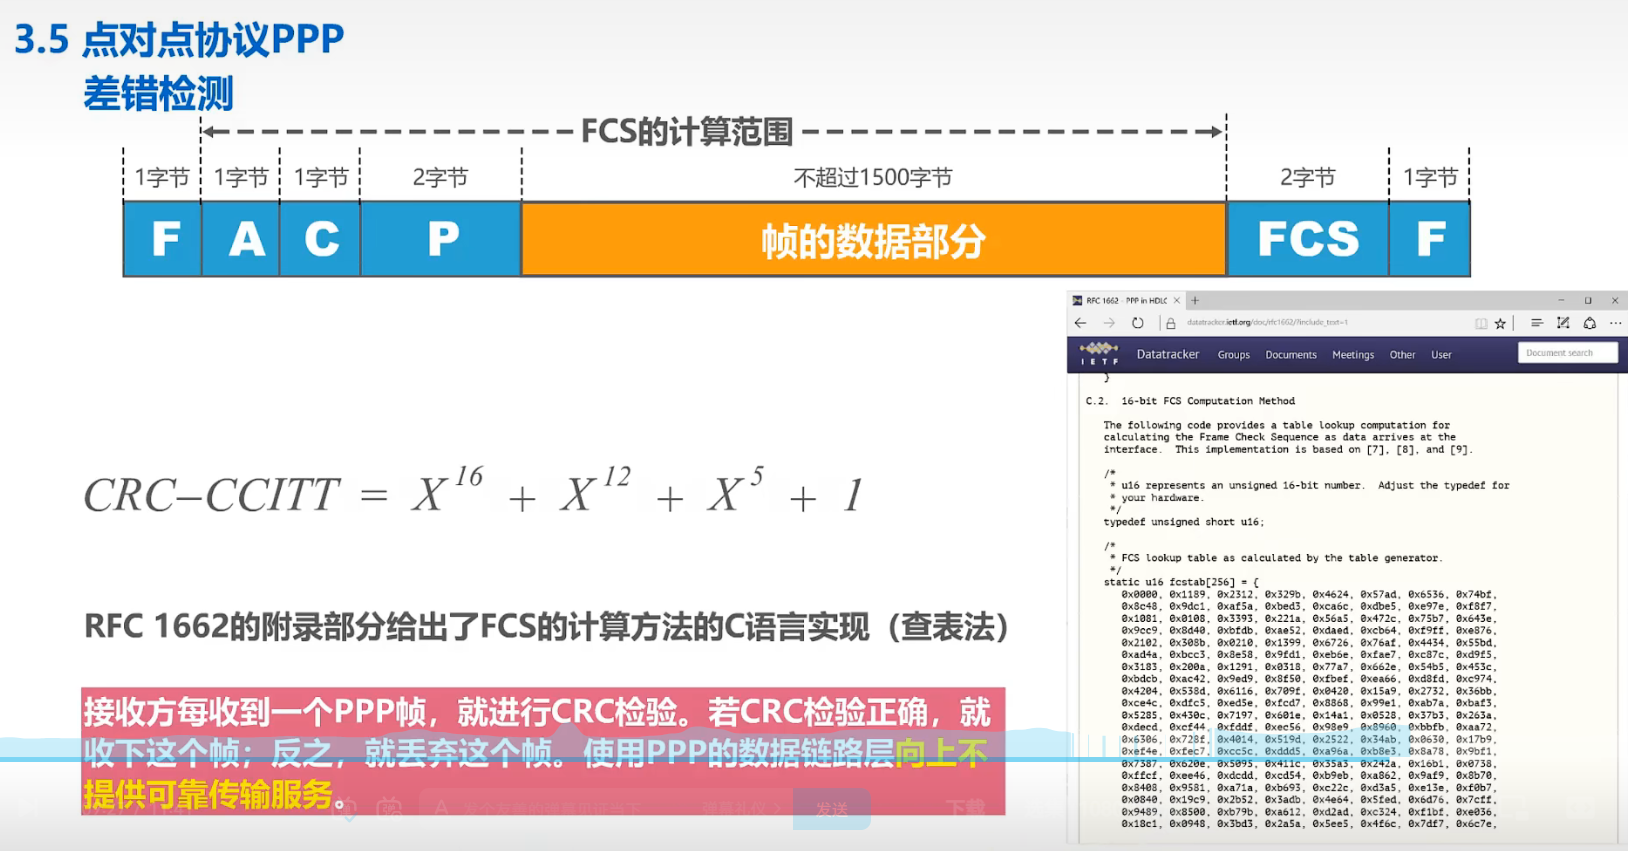 3.5 点对点协议PPP
差错检测
FCS的计算范围
1字节 1字节 1字节 2字节 不超过1500字节 2字节 1字节
F A C P 帧的数据部分 FCS F
CRC–CCITT = X^16 + X^12 + X^5 + 1
RFC 1662的附录部分给出了FCS的计算方法的C语言实现（查表法）
接收方每收到一个PPP帧，就进行CRC检验。若CRC检验正确，就
收下这个帧；反之，就丢弃这个帧。使用PPP的数据链路层向上不
提供可靠传输服务。
发送
下载
RFC 1662 - PPP in HDLC
datatracker.ietf.org/doc/rfc1662/?include_text=1
IETF
Datatracker Groups Documents Meetings Other User
Document search
}
C.2. 16-bit FCS Computation Method
The following code provides a table lookup computation for
calculating the Frame Check Sequence as data arrives at the
interface. This implementation is based on [7], [8], and [9].
/*
* u16 represents an unsigned 16-bit number. Adjust the typedef for
* your hardware.
*/
typedef unsigned short u16;
/*
* FCS lookup table as calculated by the table generator.
*/
static u16 fcstab[256] = {
0x0000, 0x1189, 0x2312, 0x329b, 0x4624, 0x57ad, 0x6536, 0x74bf,
0x8c48, 0x9dc1, 0xaf5a, 0xbed3, 0xca6c, 0xdbe5, 0xe97e, 0xf8f7,
0x1081, 0x0108, 0x3393, 0x221a, 0x56a5, 0x472c, 0x75b7, 0x643e,
0x9cc9, 0x8d40, 0xbfdb, 0xae52, 0xdaed, 0xcb64, 0xf9ff, 0xe876,
0x2102, 0x308b, 0x0210, 0x1399, 0x6726, 0x76af, 0x4434, 0x55bd,
0xad4a, 0xbcc3, 0x8e58, 0x9fd1, 0xeb6e, 0xfae7, 0xc87c, 0xd9f5,
0x3183, 0x200a, 0x1291, 0x0318, 0x77a7, 0x662e, 0x54b5, 0x453c,
0xbdcb, 0xac42, 0x9ed9, 0x8f50, 0xfbef, 0xea66, 0xd8fd, 0xc974,
0x4204, 0x538d, 0x6116, 0x709f, 0x0420, 0x15a9, 0x2732, 0x36bb,
0xce4c, 0xdfc5, 0xed5e, 0xfcd7, 0x8868, 0x99e1, 0xab7a, 0xbaf3,
0x5285, 0x430c, 0x7197, 0x601e, 0x14a1, 0x0528, 0x37b3, 0x263a,
0xdecd, 0xcf44, 0xfddf, 0xec56, 0x98e9, 0x8960, 0xbbfb, 0xaa72,
0x6306, 0x728f, 0x4014, 0x519d, 0x2522, 0x34ab, 0x0630, 0x17b9,
0xef4e, 0xfec7, 0xcc5c, 0xddd5, 0xa96a, 0xb8e3, 0x8a78, 0x9bf1,
0x7387, 0x620e, 0x5095, 0x411c, 0x35a3, 0x242a, 0x16b1, 0x0738,
0xffcf, 0xee46, 0xdcdd, 0xcd54, 0xb9eb, 0xa862, 0x9af9, 0x8b70,
0x8408, 0x9581, 0xa71a, 0xb693, 0xc22c, 0xd3a5, 0xe13e, 0xf0b7,
0x0840, 0x19c9, 0x2b52, 0x3adb, 0x4e64, 0x5fed, 0x6d76, 0x7cff,
0x9489, 0x8500, 0xb79b, 0xa612, 0xd2ad, 0xc324, 0xf1bf, 0xe036,
0x18c1, 0x0948, 0x3bd3, 0x2a5a, 0x5ee5, 0x4f6c, 0x7df7, 0x6c7e,